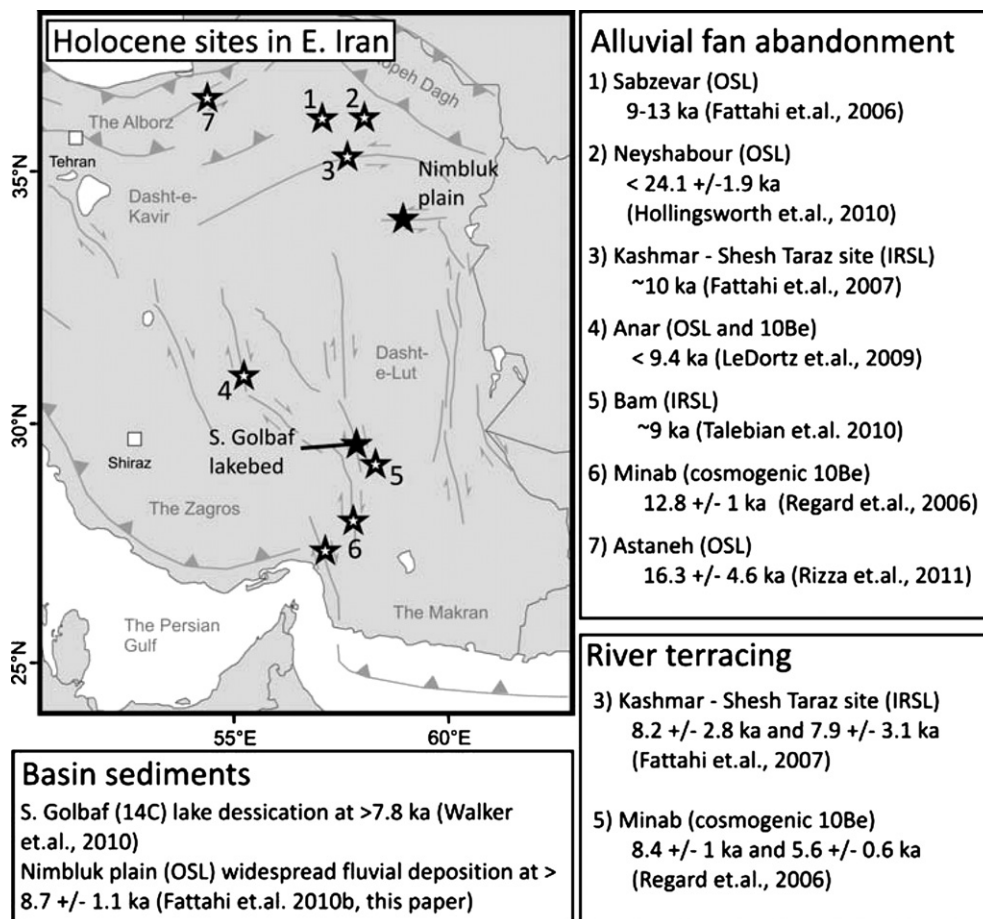 Holocene sites in E. Iran
opeh Dagh
1
2
7
The Alborz
3
Tehran
35°N
Nimbluk
plain
Dasht-e-
Kavir
Dasht-
e-Lut
4
30°N
S. Golbaf
lakebed
Shiraz
5
The Zagros
6
The Makran
The Persian
Gulf
25°N
55°E
60°E
Alluvial fan abandonment
1) Sabzevar (OSL)
9-13 ka (Fattahi et.al., 2006)
2) Neyshabour (OSL)
< 24.1 +/-1.9 ka
(Hollingsworth et.al., 2010)
3) Kashmar - Shesh Taraz site (IRSL)
~10 ka (Fattahi et.al., 2007)
4) Anar (OSL and 10Be)
< 9.4 ka (LeDortz et.al., 2009)
5) Bam (IRSL)
~9 ka (Talebian et.al. 2010)
6) Minab (cosmogenic 10Be)
12.8 +/- 1 ka (Regard et.al., 2006)
7) Astaneh (OSL)
16.3 +/- 4.6 ka (Rizza et.al., 2011)
River terracing
3) Kashmar - Shesh Taraz site (IRSL)
8.2 +/- 2.8 ka and 7.9 +/- 3.1 ka
(Fattahi et.al., 2007)
5) Minab (cosmogenic 10Be)
8.4 +/- 1 ka and 5.6 +/- 0.6 ka
(Regard et.al., 2006)
Basin sediments
S. Golbaf (14C) lake dessication at >7.8 ka (Walker
et.al., 2010)
Nimbluk plain (OSL) widespread fluvial deposition at >
8.7 +/- 1.1 ka (Fattahi et.al. 2010b, this paper)